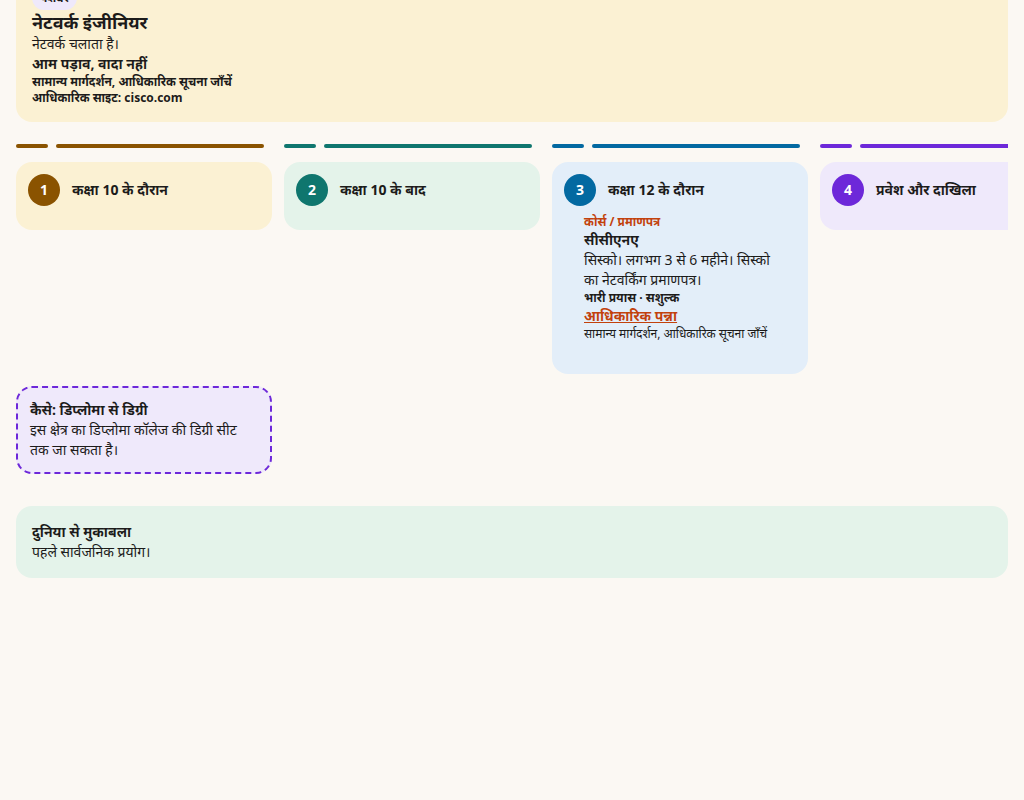 नेटवर्क इंजीनियर
नेटवर्क चलाता है।
आम पड़ाव, वादा नहीं
सामान्य मार्गदर्शन, आधिकारिक सूचना जाँचें
आधिकारिक साइट: cisco.com
1 कक्षा 10 के दौरान
2 कक्षा 10 के बाद
3 कक्षा 12 के दौरान
कोर्स / प्रमाणपत्र
सीसीएनए
सिस्को। लगभग 3 से 6 महीने। सिस्को
का नेटवर्किंग प्रमाणपत्र।
भारी प्रयास · सशुल्क
आधिकारिक पन्ना
सामान्य मार्गदर्शन, आधिकारिक सूचना जाँचें
4 प्रवेश और दाखिला
कैसे: डिप्लोमा से डिग्री
इस क्षेत्र का डिप्लोमा कॉलेज की डिग्री सीट
तक जा सकता है।
दुनिया से मुकाबला
पहले सार्वजनिक प्रयोग।